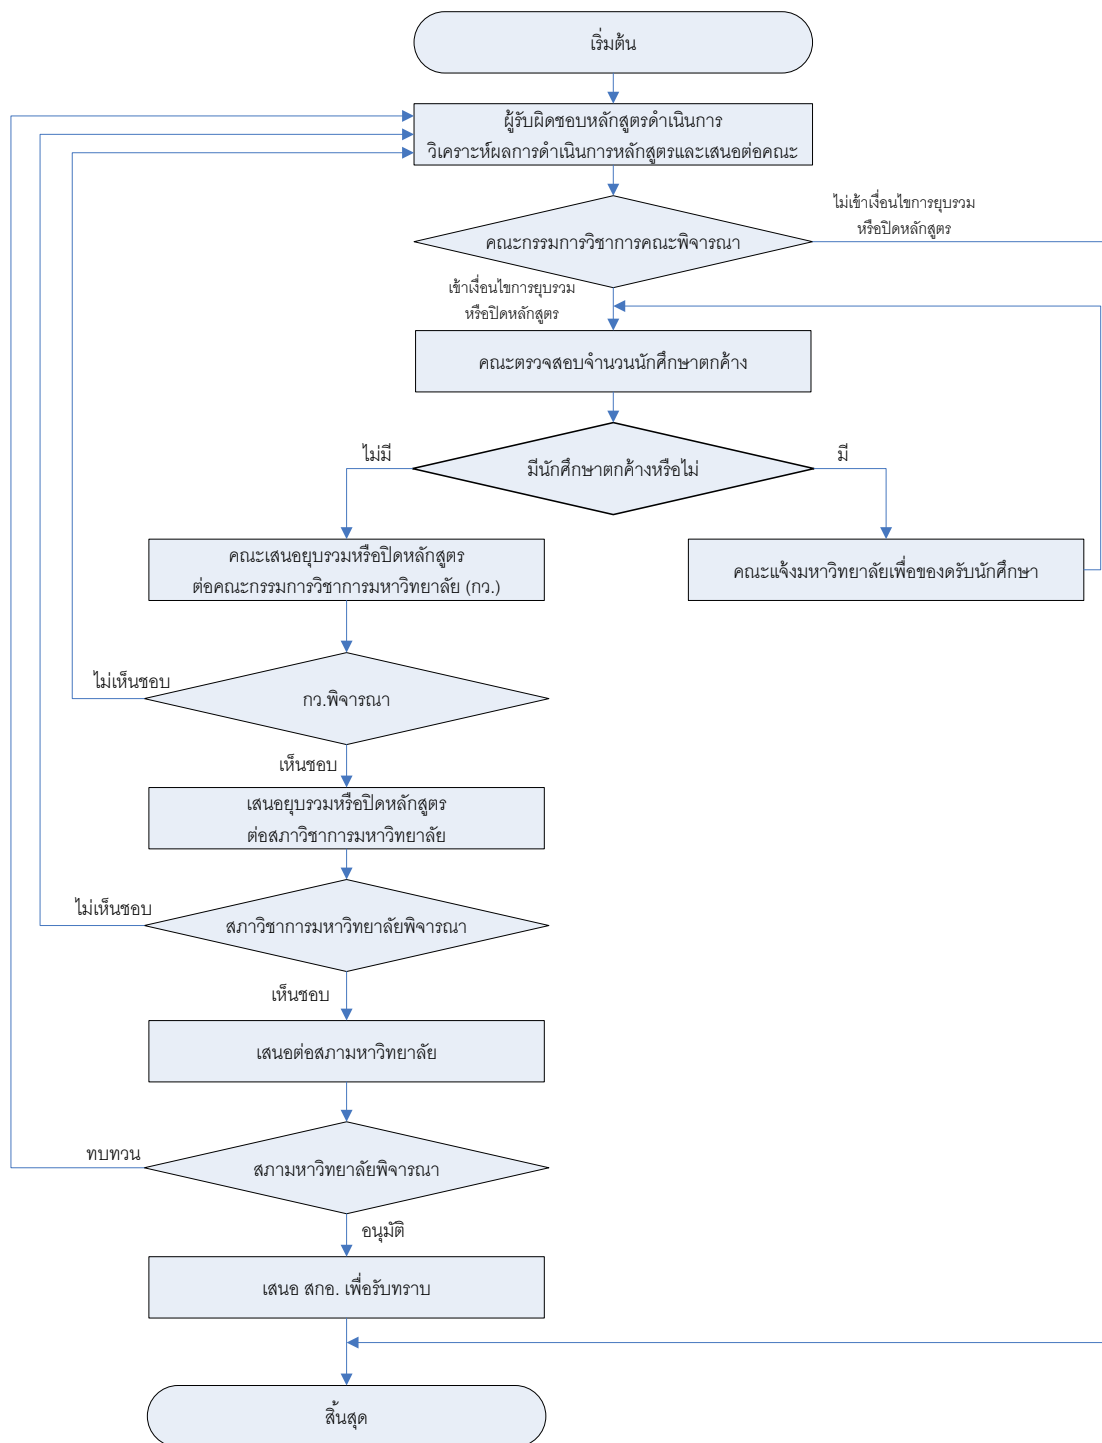 เริ่มต้น
ผู้รับผิดชอบหลักสูตรดำเนินการ
วิเคราะห์ผลการดำเนินการหลักสูตรและเสนอต่อคณะ
ไม่เข้าเงื่อนไขการยุบรวม
หรือปิดหลักสูตร
คณะกรรมการวิชาการคณะพิจารณา
เข้าเงื่อนไขการยุบรวม
หรือปิดหลักสูตร
คณะตรวจสอบจำนวนนักศึกษาตกค้าง
ไม่มี
มีนักศึกษาตกค้างหรือไม่
มี
คณะเสนอยุบรวมหรือปิดหลักสูตร
ต่อคณะกรรมการวิชาการมหาวิทยาลัย (กว.)
คณะแจ้งมหาวิทยาลัยเพื่อของดรับนักศึกษา
ไม่เห็นชอบ
กว.พิจารณา
เห็นชอบ
เสนอยุบรวมหรือปิดหลักสูตร
ต่อสภาวิชาการมหาวิทยาลัย
ไม่เห็นชอบ
สภาวิชาการมหาวิทยาลัยพิจารณา
เห็นชอบ
เสนอต่อสภามหาวิทยาลัย
ทบทวน
สภามหาวิทยาลัยพิจารณา
อนุมัติ
เสนอ สกอ. เพื่อรับทราบ
สิ้นสุด